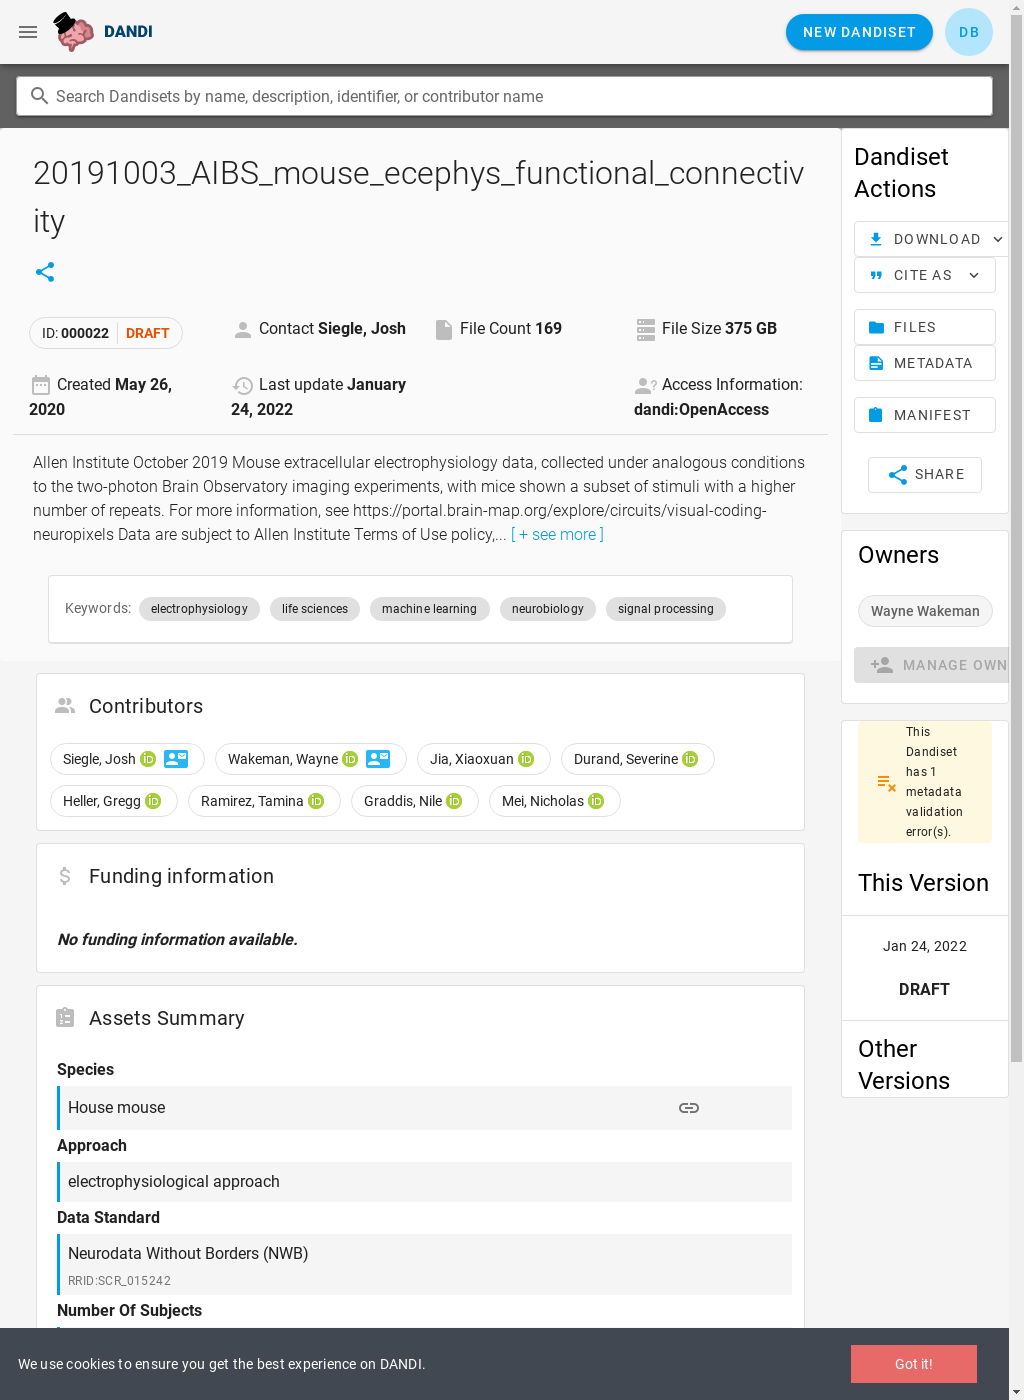 DANDI
NEW DANDISET
DB
Search Dandisets by name, description, identifier, or contributor name
20191003_AIBS_mouse_ecephys_functional_connectiv
ity
ID: 000022 DRAFT
Contact Siegle, Josh
File Count 169
File Size 375 GB
Created May 26,
2020
Last update January
24, 2022
Access Information:
dandi:OpenAccess
Allen Institute October 2019 Mouse extracellular electrophysiology data, collected under analogous conditions
to the two-photon Brain Observatory imaging experiments, with mice shown a subset of stimuli with a higher
number of repeats. For more information, see https://portal.brain-map.org/explore/circuits/visual-coding-
neuropixels Data are subject to Allen Institute Terms of Use policy,... [ + see more ]
Keywords: electrophysiology life sciences machine learning neurobiology signal processing
Contributors
Siegle, Josh iD Wakeman, Wayne iD Jia, Xiaoxuan iD Durand, Severine iD
Heller, Gregg iD Ramirez, Tamina iD Graddis, Nile iD Mei, Nicholas iD
Funding information
No funding information available.
Assets Summary
Species
House mouse
Approach
electrophysiological approach
Data Standard
Neurodata Without Borders (NWB)
RRID:SCR_015242
Number Of Subjects
Dandiset
Actions
DOWNLOAD
CITE AS
FILES
METADATA
MANIFEST
SHARE
Owners
Wayne Wakeman
MANAGE OWN
This
Dandiset
has 1
metadata
validation
error(s).
This Version
Jan 24, 2022
DRAFT
Other
Versions
We use cookies to ensure you get the best experience on DANDI.
Got it!